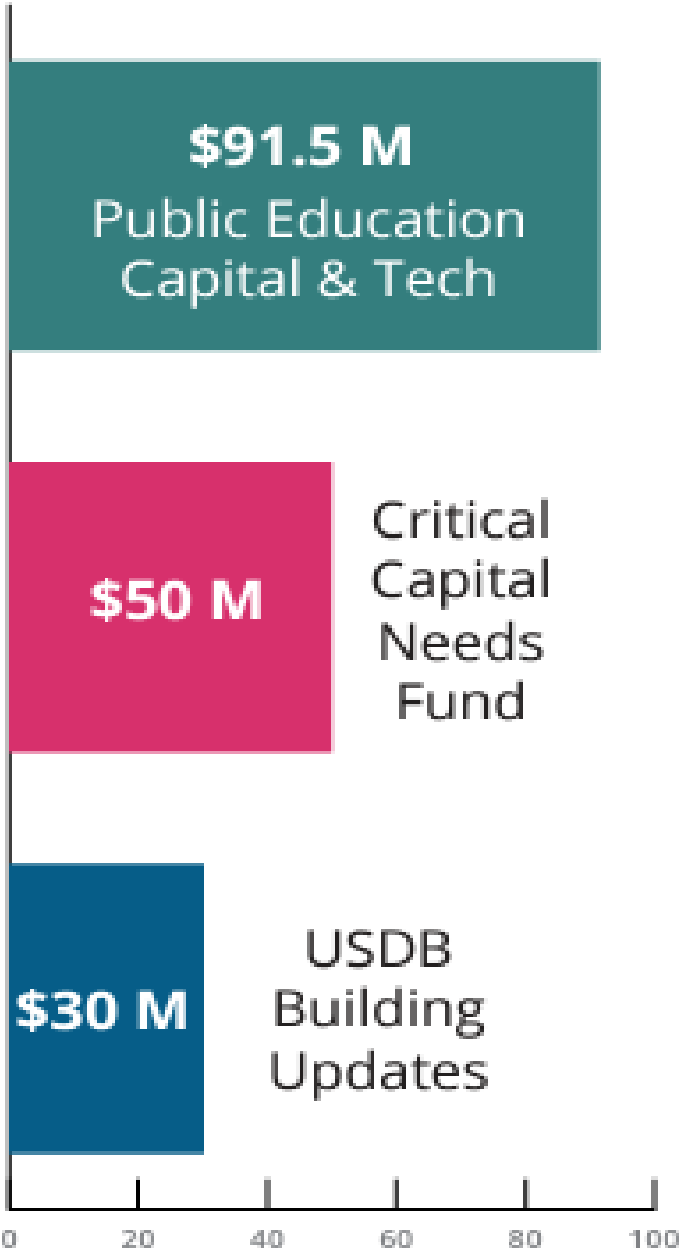 $91.5 M
Public Education
Capital & Tech
$50 M
Critical
Capital
Needs
Fund
$30 M
USDB
Building
Updates
0 20 40 60 80 100